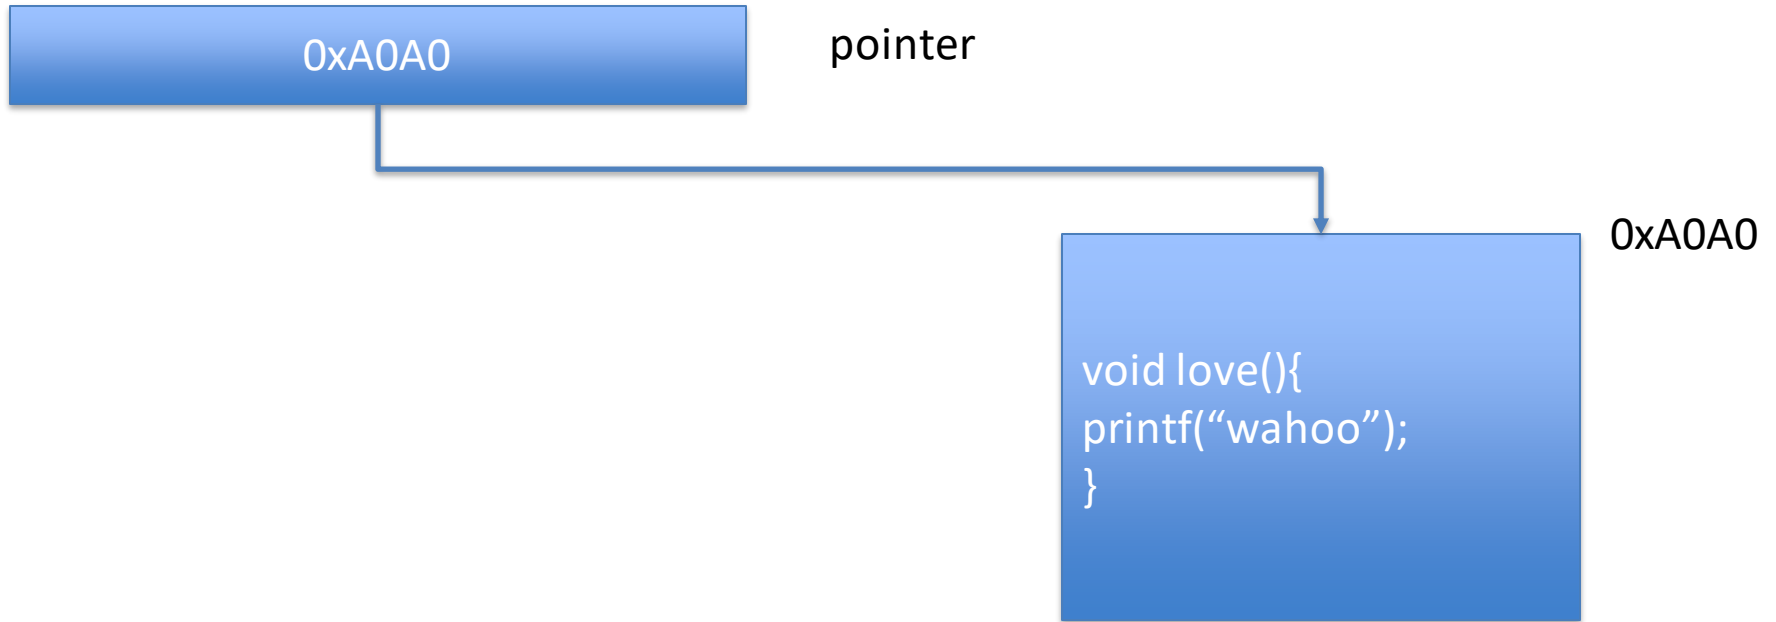 0xA0A0
pointer
0xA0A0
void love(){
printf(“wahoo”);
}